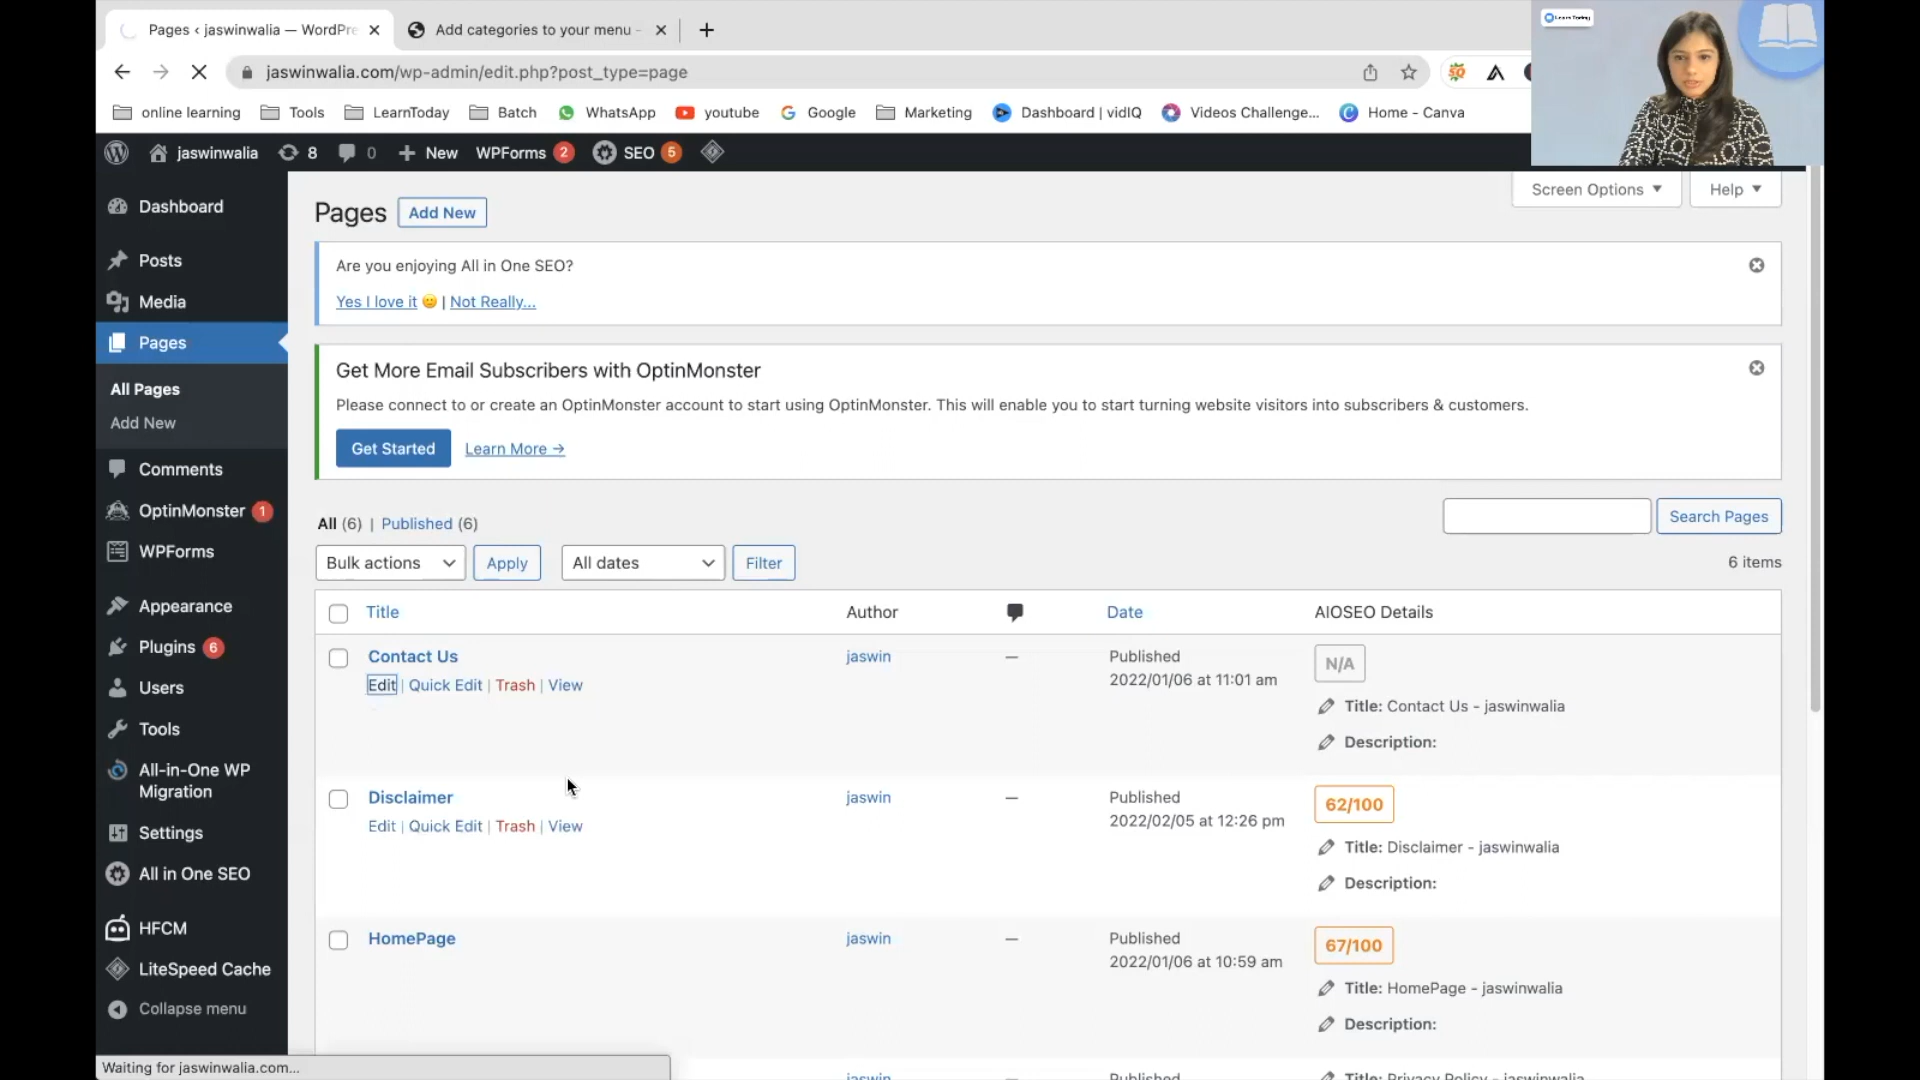 Pages ‹ jaswinwalia — WordPre
Add categories to your menu -
Learn Today
jaswinwalia.com/wp-admin/edit.php?post_type=page
online learning
Tools
LearnToday
Batch
WhatsApp
youtube
Google
Marketing
Dashboard | vidIQ
Videos Challenge...
Home - Canva
jaswinwalia
8
0
New
WPForms 2
SEO 5
Screen Options
Help
Dashboard
Posts
Media
Pages
All Pages
Add New
Comments
OptinMonster 1
WPForms
Appearance
Plugins 6
Users
Tools
All-in-One WP
Migration
Settings
All in One SEO
HFCM
LiteSpeed Cache
Collapse menu
Pages
Add New
Are you enjoying All in One SEO?
Yes I love it 🙂 | Not Really...
Get More Email Subscribers with OptinMonster
Please connect to or create an OptinMonster account to start using OptinMonster. This will enable you to start turning website visitors into subscribers & customers.
Get Started
Learn More →
All (6) | Published (6)
Search Pages
Bulk actions
Apply
All dates
Filter
6 items
Title
Author
Date
AIOSEO Details
Contact Us
Edit | Quick Edit | Trash | View
jaswin
—
Published
2022/01/06 at 11:01 am
N/A
Title: Contact Us - jaswinwalia
Description:
Disclaimer
Edit | Quick Edit | Trash | View
jaswin
—
Published
2022/02/05 at 12:26 pm
62/100
Title: Disclaimer - jaswinwalia
Description:
HomePage
jaswin
—
Published
2022/01/06 at 10:59 am
67/100
Title: HomePage - jaswinwalia
Description:
jaswin
Published
Title: Privacy Policy - jaswinwalia
Waiting for jaswinwalia.com...